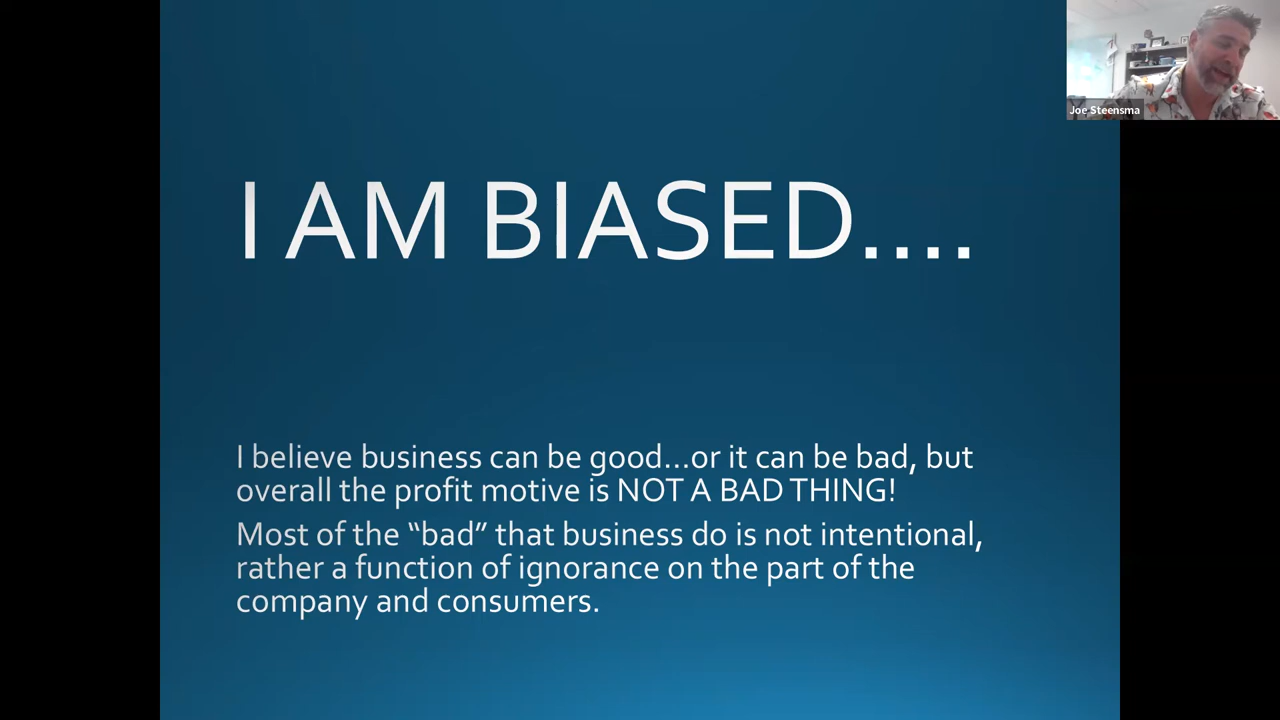 Joe Steensma
I AM BIASED....
I believe business can be good...or it can be bad, but
overall the profit motive is NOT A BAD THING!
Most of the “bad” that business do is not intentional,
rather a function of ignorance on the part of the
company and consumers.